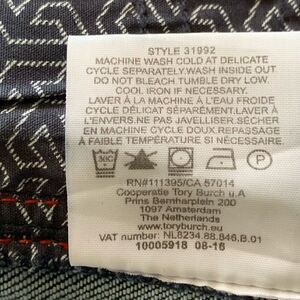 STYLE 31992
MACHINE WASH COLD AT DELICATE
CYCLE SEPARATELY.WASH INSIDE OUT
DO NOT BLEACH.TUMBLE DRY LOW.
COOL IRON IF NECESSARY.
LAVER À LA MACHINE À L'EAU FROIDE
CYCLE DÉLICAT SÉPARÉMENT.LAVER À
L'ENVERS.NE PAS JAVELLISER.SÉCHER
EN MACHINE CYCLE DOUX.REPASSAGE
À FAIBLE TEMPÉRATURE SI NÉCESSAIRE
30C P
RN#111395/CA 57014
Cooperatie Tory Burch u.A
Prins Bernharplein 200
1097 Amsterdam
The Netherlands
www.toryburch.eu
VAT number: NL8234.88.846.B.01
10005918 08-16